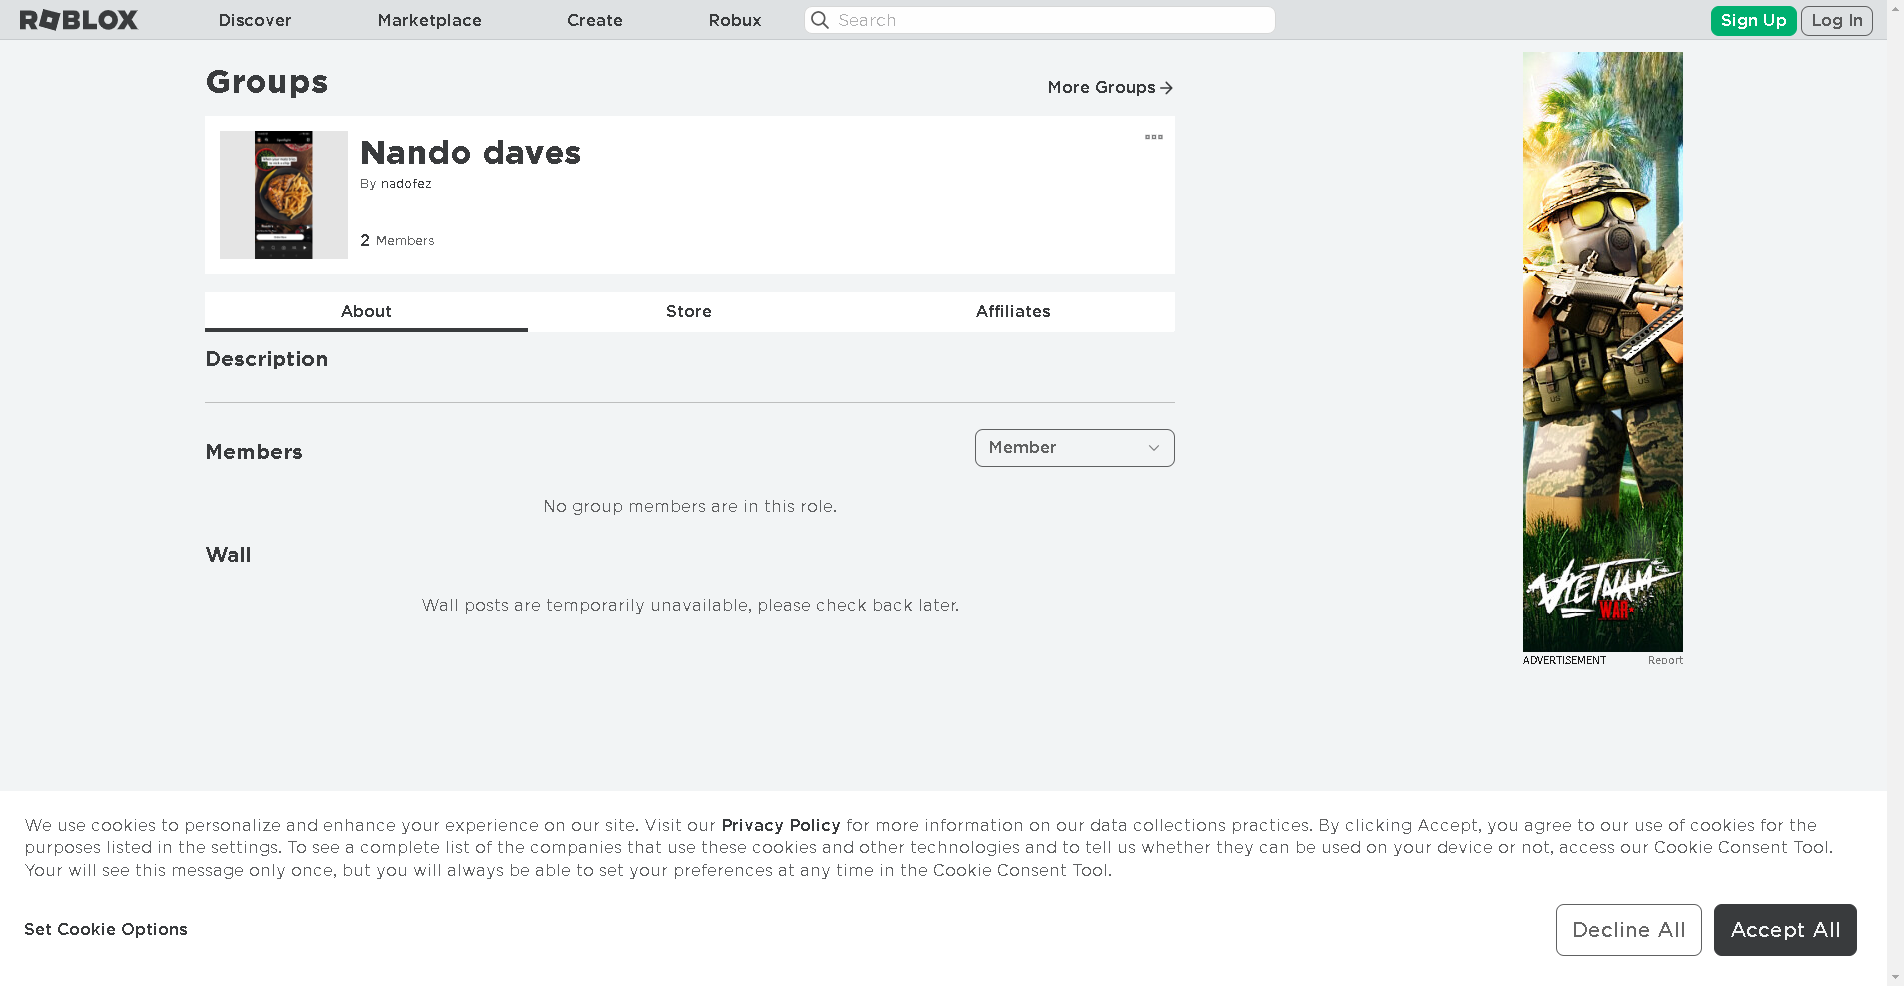 ROBLOX
Discover
Marketplace
Create
Robux
Search
Sign Up
Log In
Groups
More Groups
Nando daves
By nadofez
2 Members
About
Store
Affiliates
Description
Members
Member
No group members are in this role.
Wall
Wall posts are temporarily unavailable, please check back later.
US
US
VIETNAM
WAR
ADVERTISEMENT
Report
We use cookies to personalize and enhance your experience on our site. Visit our Privacy Policy for more information on our data collections practices. By clicking Accept, you agree to our use of cookies for the
purposes listed in the settings. To see a complete list of the companies that use these cookies and other technologies and to tell us whether they can be used on your device or not, access our Cookie Consent Tool.
Your will see this message only once, but you will always be able to set your preferences at any time in the Cookie Consent Tool.
Set Cookie Options
Decline All
Accept All